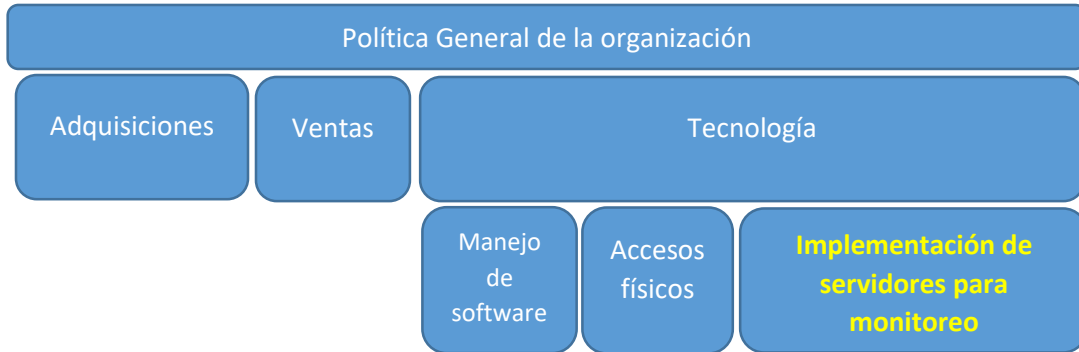 Política General de la organización
Adquisiciones
Ventas
Tecnología
Manejo
de
software
Accesos
físicos
Implementación de
servidores para
monitoreo